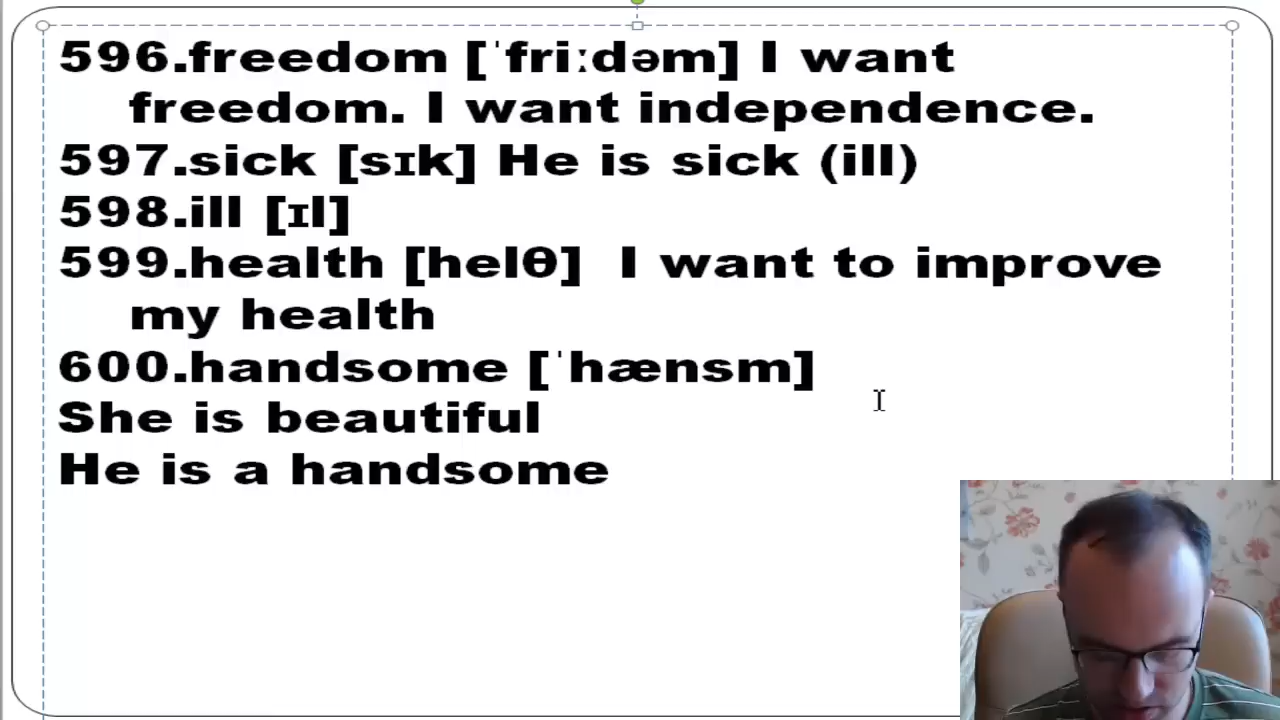 596.freedom [ˈfriːdəm] I want
freedom. I want independence.
597.sick [sɪk] He is sick (ill)
598.ill [ɪl]
599.health [helθ] I want to improve
my health
600.handsome [ˈhænsm]
She is beautiful
He is a handsome